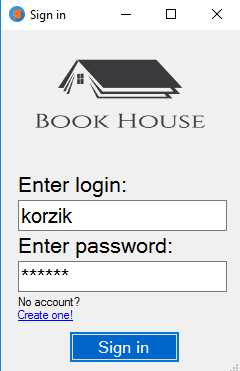 Sign in
BOOK HOUSE
Enter login:
korzik
Enter password:
******
No account?
Create one!
Sign in